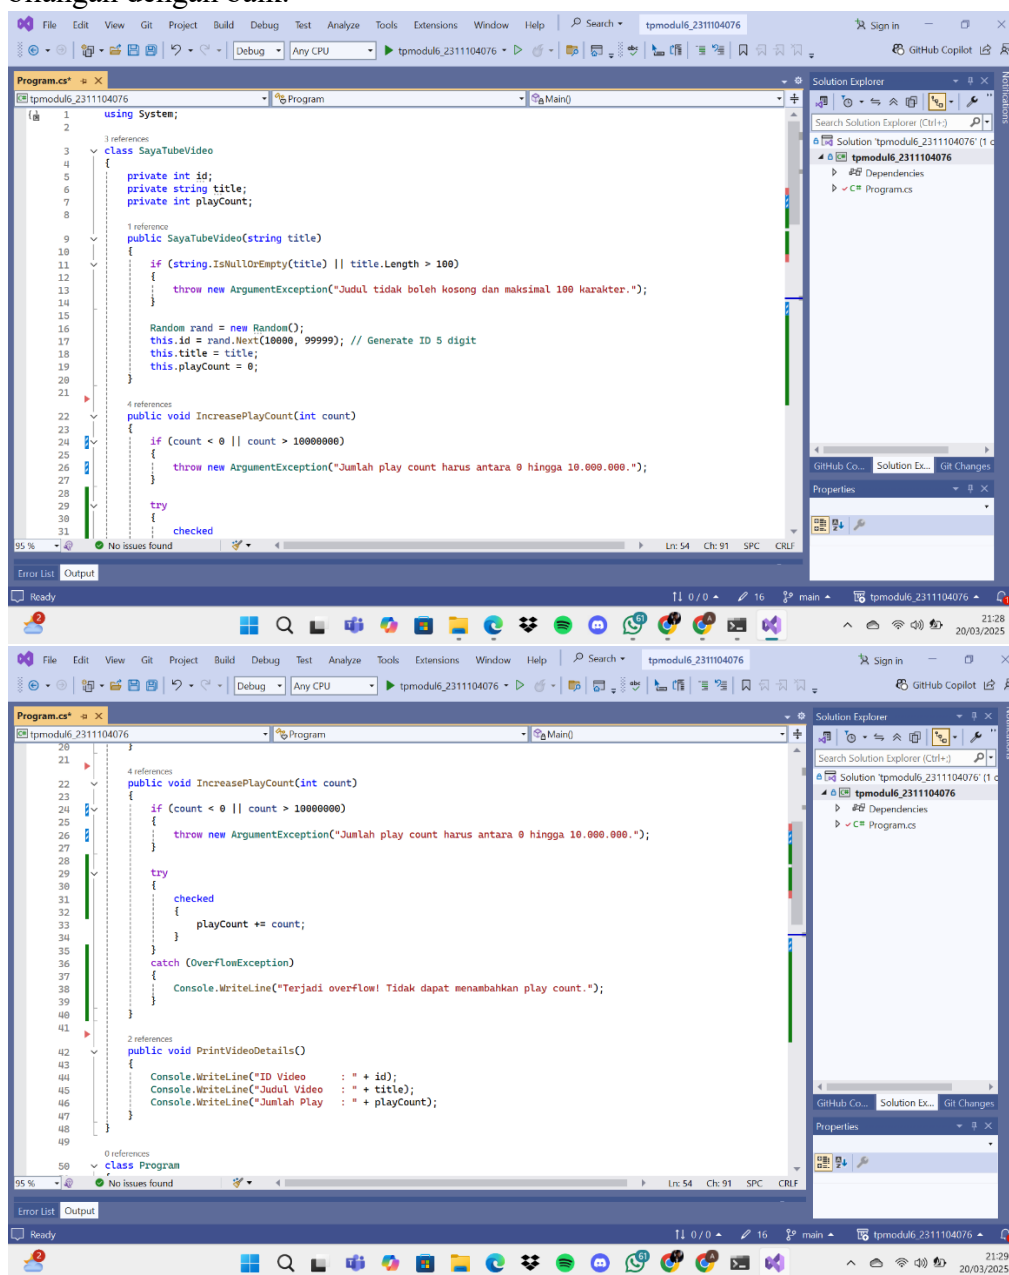 File Edit View Git Project Build Debug Test Analyze Tools Extensions Window Help Search tpmodul6_2311104076 Sign in
Debug Any CPU tpmodul6_2311104076 GitHub Copilot
Program.cs*
tpmodul6_2311104076 Program Main()
1 using System;
2
3 references
3 class SayaTubeVideo
4 {
5 private int id;
6 private string title;
7 private int playCount;
8
1 reference
9 public SayaTubeVideo(string title)
10 {
11 if (string.IsNullOrEmpty(title) || title.Length > 100)
12 {
13 throw new ArgumentException("Judul tidak boleh kosong dan maksimal 100 karakter.");
14 }
15
16 Random rand = new Random();
17 this.id = rand.Next(10000, 99999); // Generate ID 5 digit
18 this.title = title;
19 this.playCount = 0;
20 }
21
4 references
22 public void IncreasePlayCount(int count)
23 {
24 if (count < 0 || count > 10000000)
25 {
26 throw new ArgumentException("Jumlah play count harus antara 0 hingga 10.000.000.");
27 }
28
29 try
30 {
31 checked
95 % No issues found Ln: 54 Ch: 91 SPC CRLF
Solution Explorer
Search Solution Explorer (Ctrl+;)
Solution 'tpmodul6_2311104076' (1
tpmodul6_2311104076
Dependencies
C# Program.cs
GitHub Co... Solution Ex... Git Changes
Properties
Notifications
Error List Output
Ready 0 / 0 16 main tpmodul6_2311104076 1
2 61 21:28
20/03/2025
File Edit View Git Project Build Debug Test Analyze Tools Extensions Window Help Search tpmodul6_2311104076 Sign in
Debug Any CPU tpmodul6_2311104076 GitHub Copilot
Program.cs*
tpmodul6_2311104076 Program Main()
20 }
21
4 references
22 public void IncreasePlayCount(int count)
23 {
24 if (count < 0 || count > 10000000)
25 {
26 throw new ArgumentException("Jumlah play count harus antara 0 hingga 10.000.000.");
27 }
28
29 try
30 {
31 checked
32 {
33 playCount += count;
34 }
35 }
36 catch (OverflowException)
37 {
38 Console.WriteLine("Terjadi overflow! Tidak dapat menambahkan play count.");
39 }
40 }
41
2 references
42 public void PrintVideoDetails()
43 {
44 Console.WriteLine("ID Video : " + id);
45 Console.WriteLine("Judul Video : " + title);
46 Console.WriteLine("Jumlah Play : " + playCount);
47 }
48 }
49
0 references
50 class Program
95 % No issues found Ln: 54 Ch: 91 SPC CRLF
Solution Explorer
Search Solution Explorer (Ctrl+;)
Solution 'tpmodul6_2311104076' (1
tpmodul6_2311104076
Dependencies
C# Program.cs
GitHub Co... Solution Ex... Git Changes
Properties
Error List Output
Ready 0 / 0 16 main tpmodul6_2311104076
2 61 21:29
20/03/2025